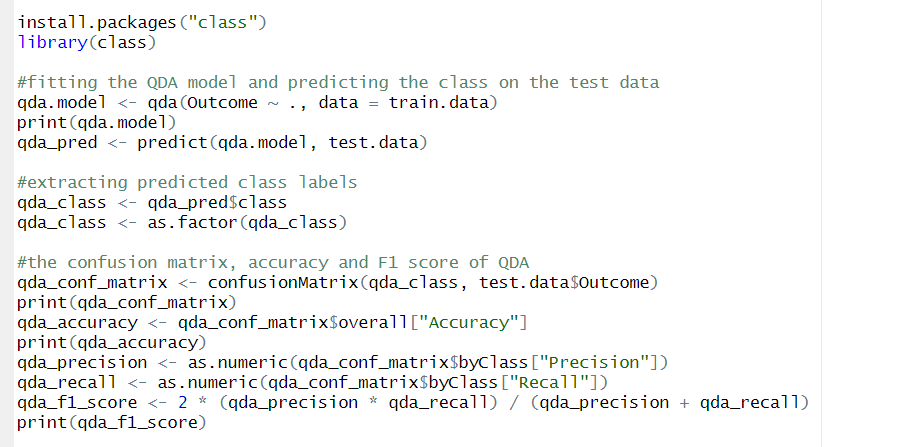 install.packages("class")
library(class)
#fitting the QDA model and predicting the class on the test data
qda.model <- qda(Outcome ~ ., data = train.data)
print(qda.model)
qda_pred <- predict(qda.model, test.data)
#extracting predicted class labels
qda_class <- qda_pred$class
qda_class <- as.factor(qda_class)
#the confusion matrix, accuracy and F1 score of QDA
qda_conf_matrix <- confusionMatrix(qda_class, test.data$Outcome)
print(qda_conf_matrix)
qda_accuracy <- qda_conf_matrix$overall["Accuracy"]
print(qda_accuracy)
qda_precision <- as.numeric(qda_conf_matrix$byClass["Precision"])
qda_recall <- as.numeric(qda_conf_matrix$byClass["Recall"])
qda_f1_score <- 2 * (qda_precision * qda_recall) / (qda_precision + qda_recall)
print(qda_f1_score)